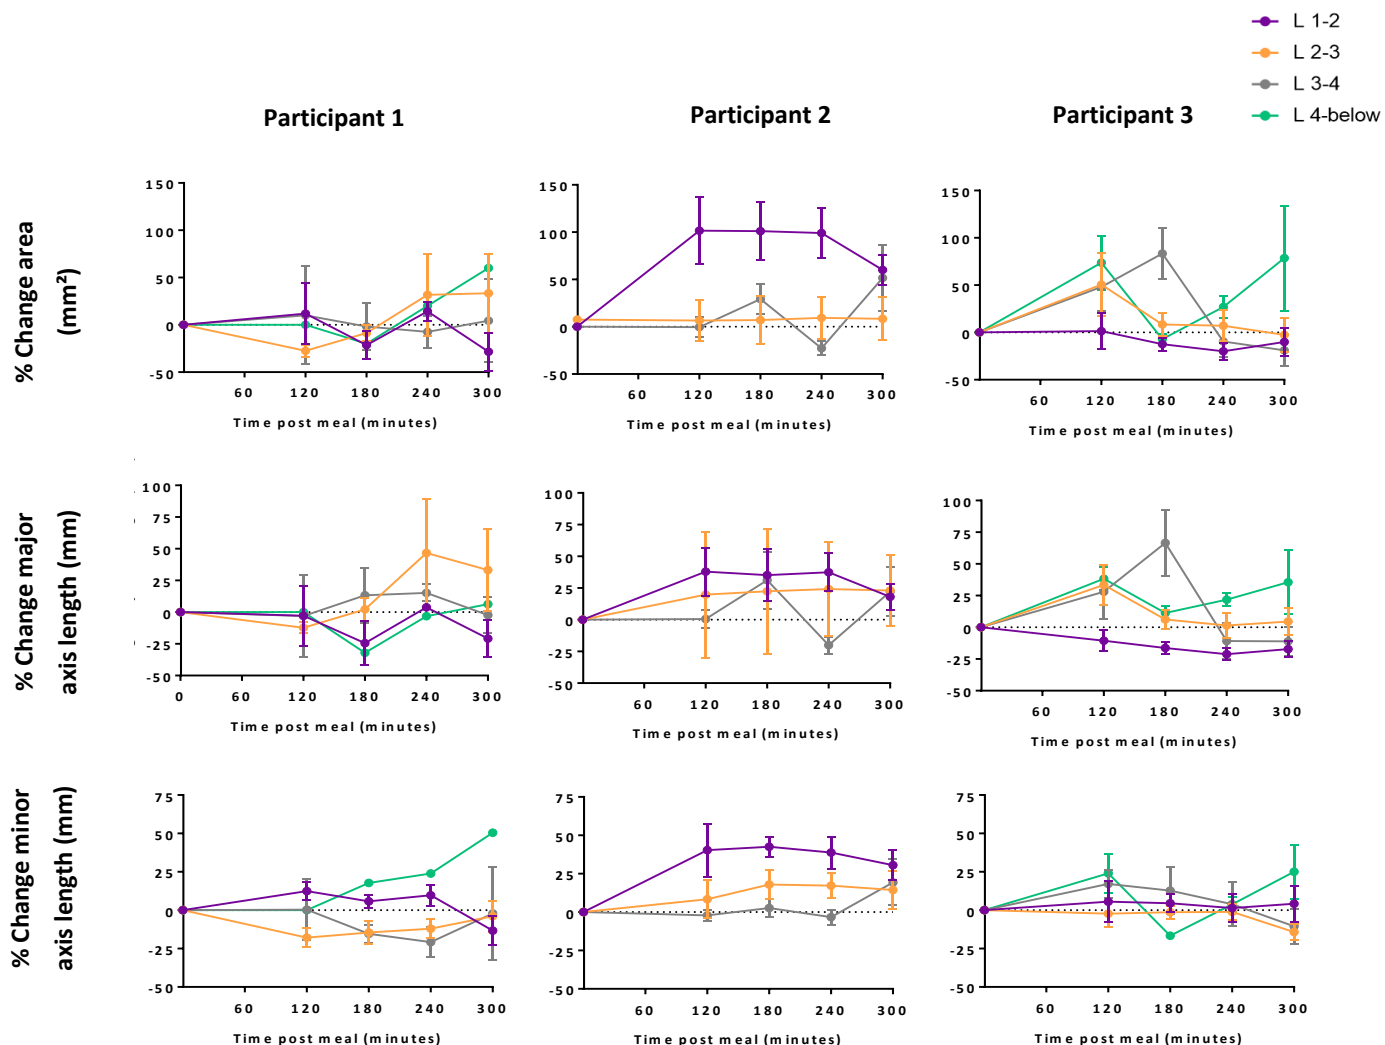 L 1-2
L 2-3
L 3-4
L 4-below
Participant 1
Participant 2
Participant 3
% Change area
(mm²)
150
100
50
0
-50
60 120 180 240 300
Time post meal (minutes)
150
100
50
0
-50
60 120 180 240 300
Time post meal (minutes)
150
100
50
0
-50
60 120 180 240 300
Time post meal (minutes)
% Change major
axis length (mm)
100
75
50
25
0
-25
-50
0 60 120 180 240 300
Time post meal (minutes)
100
75
50
25
0
-25
-50
60 120 180 240 300
Time post meal (minutes)
100
75
50
25
0
-25
-50
60 120 180 240 300
Time post meal (minutes)
% Change minor
axis length (mm)
75
50
25
0
-25
-50
60 120 180 240 300
Time post meal (minutes)
75
50
25
0
-25
-50
60 120 180 240 300
Time post meal (minutes)
75
50
25
0
-25
-50
60 120 180 240 300
Time post meal (minutes)